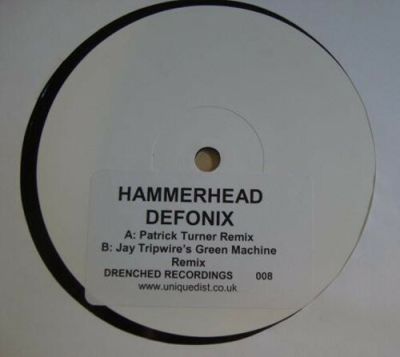 HAMMERHEAD
DEFONIX
A: Patrick Turner Remix
B: Jay Tripwire's Green Machine
Remix
DRENCHED RECORDINGS 008
www.uniquedist.co.uk